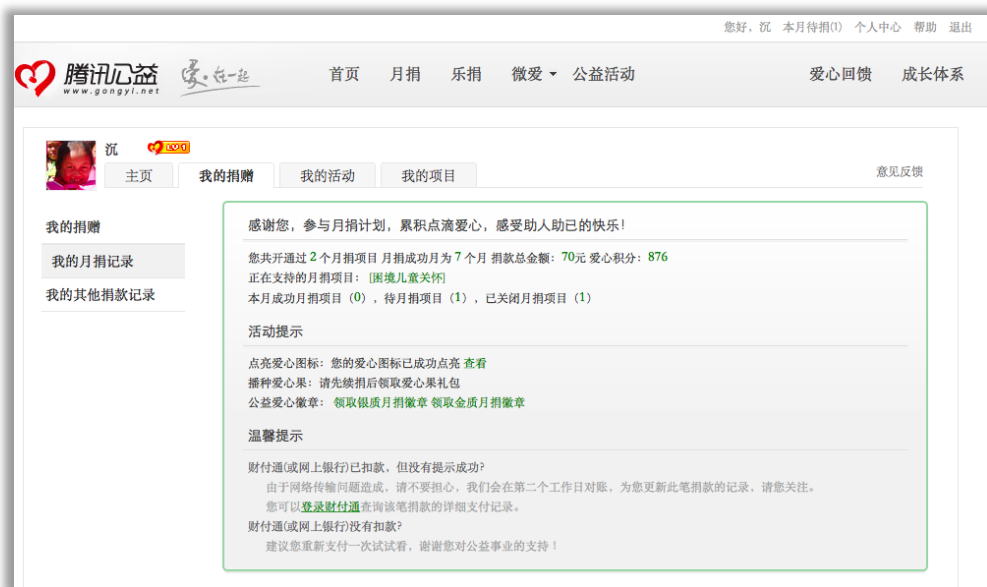 您好，沉 本月待捐(1) 个人中心 帮助 退出
腾讯公益 爱·在一起 首页 月捐 乐捐 微爱 公益活动 爱心回馈 成长体系
www.gongyi.net
沉 LV1
主页 我的捐赠 我的活动 我的项目 意见反馈
我的捐赠
我的月捐记录
我的其他捐款记录
感谢您，参与月捐计划，累积点滴爱心，感受助人助已的快乐！
您共开通过 2 个月捐项目 月捐成功月为 7 个月 捐款总金额：70元 爱心积分：876
正在支持的月捐项目： [困境儿童关怀]
本月成功月捐项目（0），待月捐项目（1），已关闭月捐项目（1）
活动提示
点亮爱心图标：您的爱心图标已成功点亮 查看
播种爱心果：请先续捐后领取爱心果礼包
公益爱心徽章： 领取银质月捐徽章 领取金质月捐徽章
温馨提示
财付通(或网上银行)已扣款，但没有提示成功?
由于网络传输问题造成，请不要担心，我们会在第二个工作日对账，为您更新此笔捐款的记录，请您关注。
您可以登录财付通查询该笔捐款的详细支付记录。
财付通(或网上银行)没有扣款?
建议您重新支付一次试试看，谢谢您对公益事业的支持！